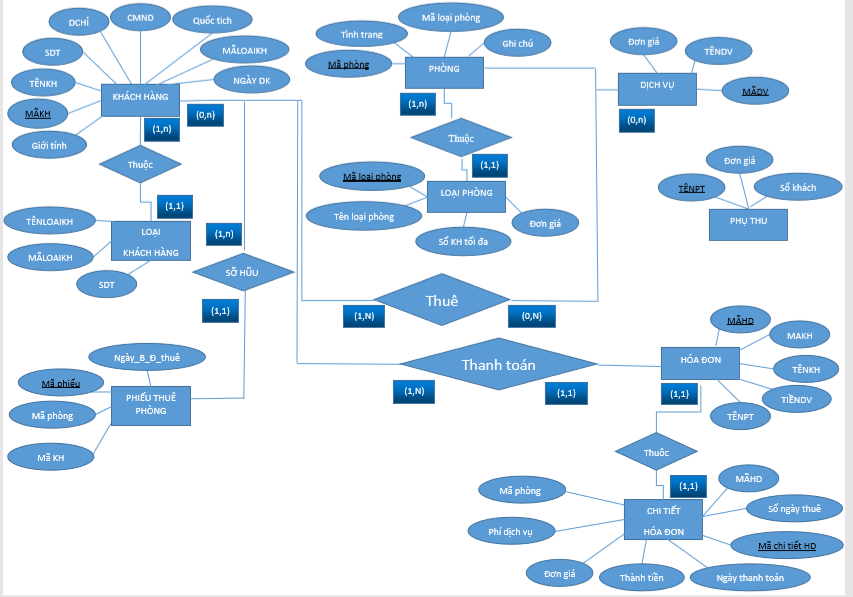 DCHỈ
CMND
Quốc tich
SDT
MÃLOAIKH
TÊNKH
NGÀY DK
KHÁCH HÀNG
MÃKH
(1,n)
(0,n)
Giới tính
Thuộc
(1,1)
TÊNLOAIKH
LOẠI
KHÁCH HÀNG
MÃLOAIKH
SDT
(1,n)
SỠ HỮU
(1,1)
Ngày_B_Đ_thuê
Mã phiếu
Mã phòng
PHIẾU THUÊ
PHÒNG
Mã KH
Mã loại phòng
Tình trang
Ghi chú
Mã phòng
PHÒNG
(1,n)
Thuộc
(1,1)
Mã loai phòng
LOẠI PHÒNG
Tên loại phòng
Đơn giá
Số KH tối đa
Đơn giá
TÊNDV
DỊCH VỤ
MÃDV
(0,n)
Đơn giá
TÊNPT
Số khách
PHỤ THU
Thuê
(1,N)
(0,N)
Thanh toán
(1,N)
(1,1)
MÃHD
MAKH
HÓA ĐƠN
TÊNKH
(1,1)
TIỀNDV
TÊNPT
Thuôc
(1,1)
MÃHD
Mã phòng
CHI TIẾT
HÓA ĐƠN
Số ngày thuê
Phí dịch vụ
Mã chi tiết HD
Đơn giá
Thành tiền
Ngày thanh toán